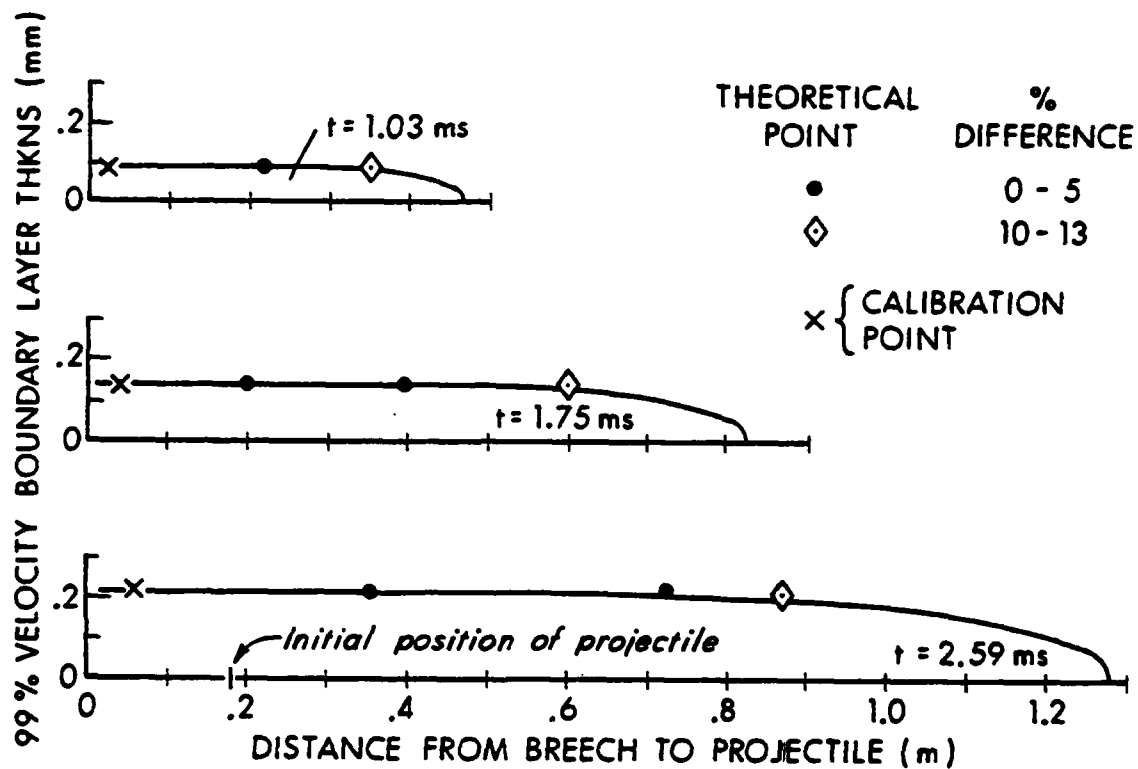 99% VELOCITY BOUNDARY LAYER THKNS (mm)
.2
0
t = 1.03 ms
THEORETICAL POINT
% DIFFERENCE
0 - 5
10 - 13
CALIBRATION POINT
.2
0
t = 1.75 ms
.2
0
Initial position of projectile
t = 2.59 ms
0 .2 .4 .6 .8 1.0 1.2
DISTANCE FROM BREECH TO PROJECTILE (m)